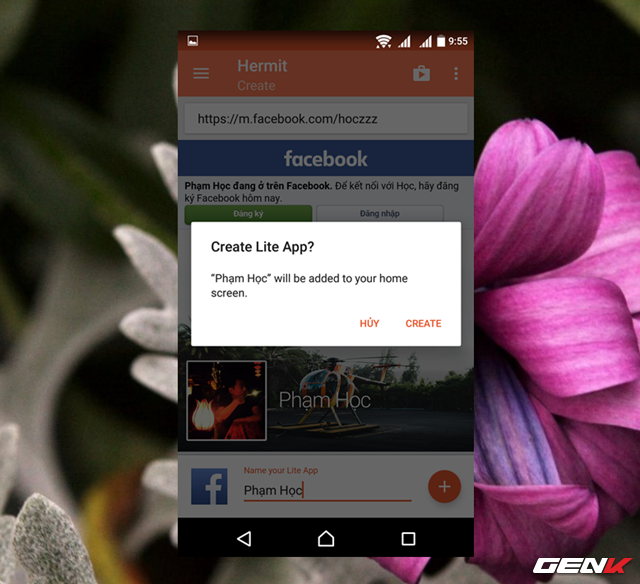 9:55
Hermit
Create
https://m.facebook.com/hoczzz
facebook
Phạm Học đang ở trên Facebook. Để kết nối với Học, hãy đăng
ký Facebook hôm nay.
Đăng ký
Đăng nhập
Create Lite App?
“Phạm Học” will be added to your home
screen.
HỦY
CREATE
Phạm Học
Name your Lite App
Phạm Học
GENK